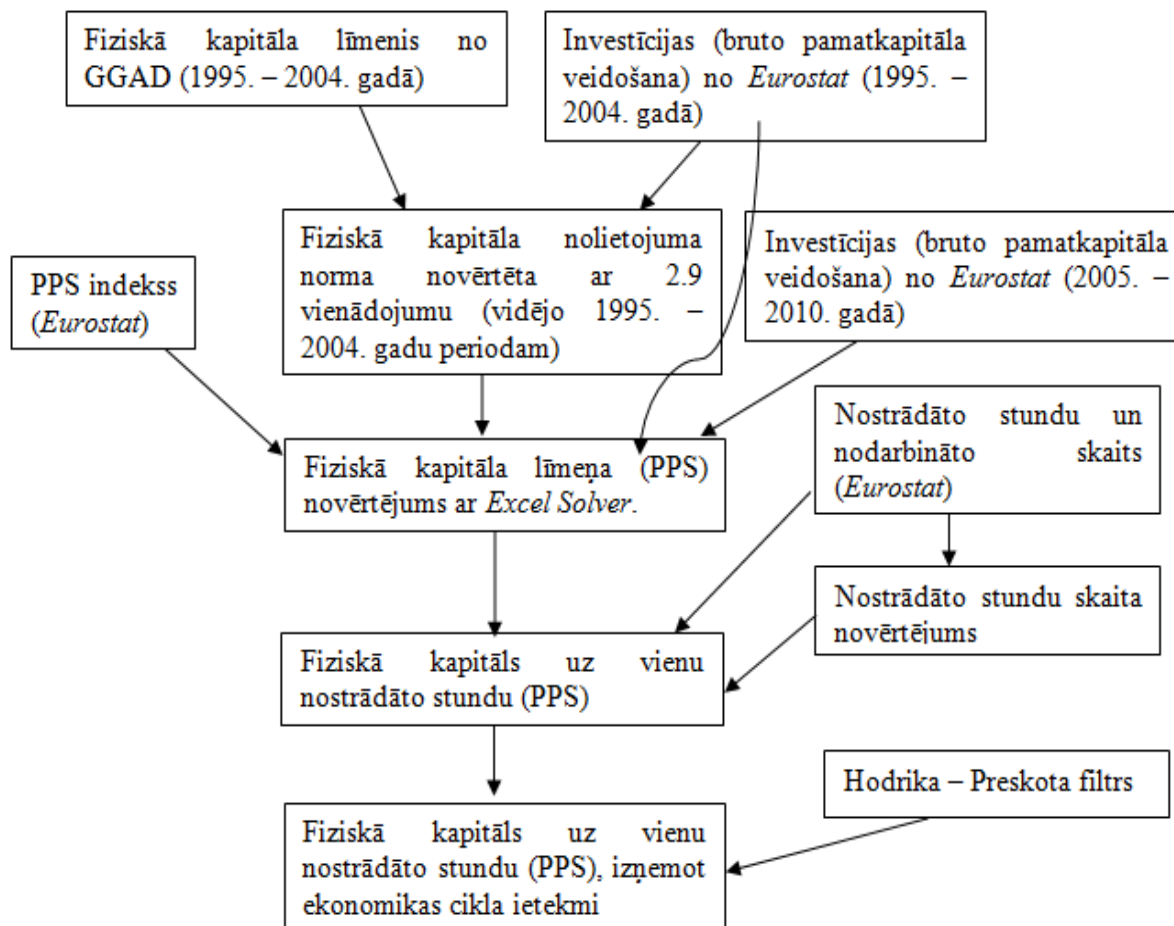 Fiziskā kapitāla līmenis no
GGAD (1995. – 2004. gadā)
Investīcijas (bruto pamatkapitāla
veidošana) no Eurostat (1995. –
2004. gadā)
Fiziskā kapitāla nolietojuma
norma novērtēta ar 2.9
vienādojumu (vidējo 1995. –
2004. gadu periodam)
Investīcijas (bruto pamatkapitāla
veidošana) no Eurostat (2005. –
2010. gadā)
PPS indekss
(Eurostat)
Nostrādāto stundu un
nodarbināto skaits
(Eurostat)
Fiziskā kapitāla līmeņa (PPS)
novērtējums ar Excel Solver.
Nostrādāto stundu skaita
novērtējums
Fiziskā kapitāls uz vienu
nostrādāto stundu (PPS)
Hodrika – Preskota filtrs
Fiziskā kapitāls uz vienu
nostrādāto stundu (PPS), izņemot
ekonomikas cikla ietekmi